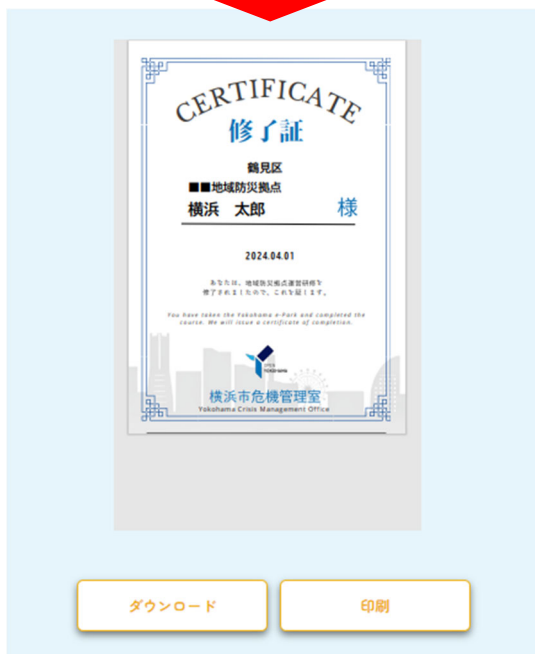 CERTIFICATE
修了証
鶴見区
■■地域防災拠点
横浜 太郎 様
2024.04.01
あなたは、地域防災拠点運営研修を
修了されましたので、これを証します。
You have taken the Yokohama e-Park and completed the
course. We will issue a certificate of completion.
OPEN
YOKOHAMA
横浜市危機管理室
Yokohama Crisis Management Office
ダウンロード
印刷